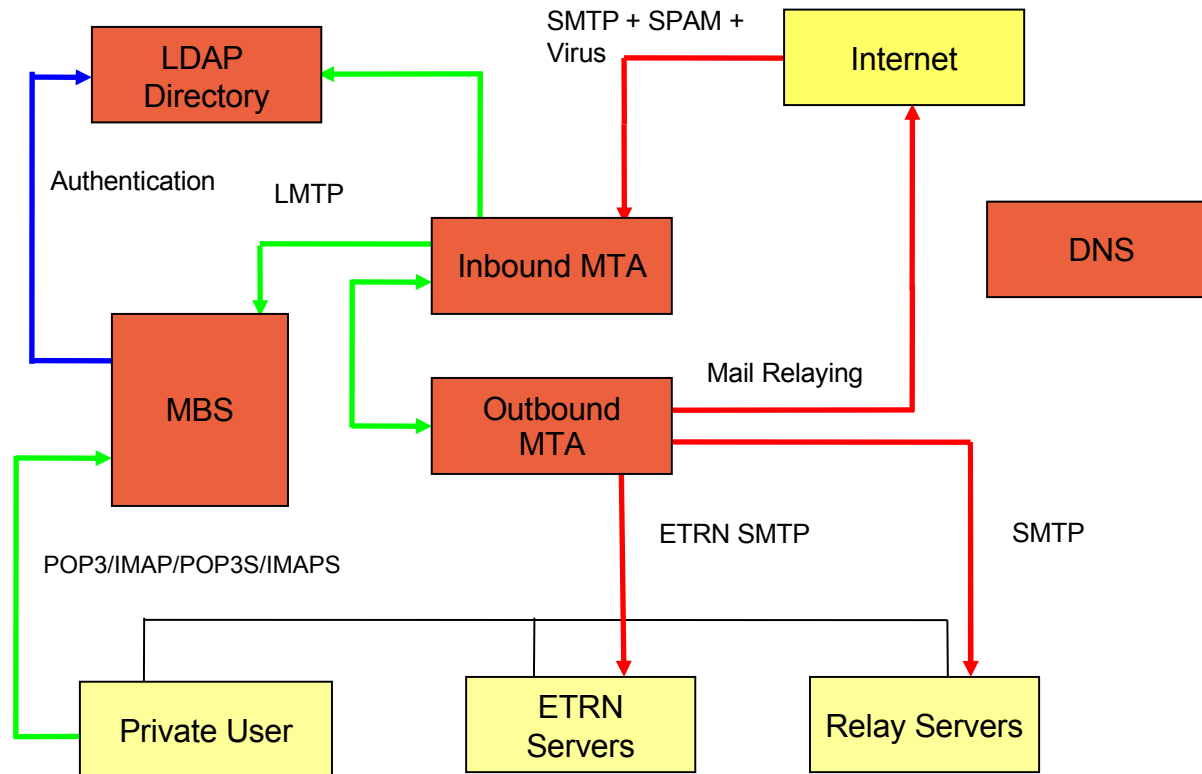 SMTP + SPAM +
Virus
LDAP
Directory
Internet
Authentication
LMTP
Inbound MTA
DNS
MBS
Mail Relaying
Outbound
MTA
ETRN SMTP
SMTP
POP3/IMAP/POP3S/IMAPS
Private User
ETRN
Servers
Relay Servers